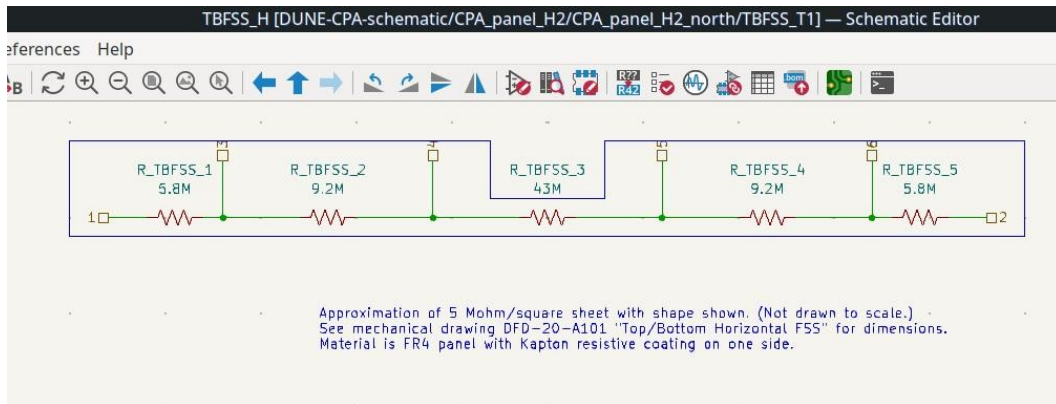 TBFSS_H [DUNE-CPA-schematic/CPA_panel_H2/CPA_panel_H2_north/TBFSS_T1] — Schematic Editor
eferences Help
R??
R42
bom
3 4 5 6
R_TBFSS_1 R_TBFSS_2 R_TBFSS_3 R_TBFSS_4 R_TBFSS_5
5.8M 9.2M 43M 9.2M 5.8M
1 2
Approximation of 5 Mohm/square sheet with shape shown. (Not drawn to scale.)
See mechanical drawing DFD-20-A101 "Top/Bottom Horizontal FSS" for dimensions.
Material is FR4 panel with Kapton resistive coating on one side.